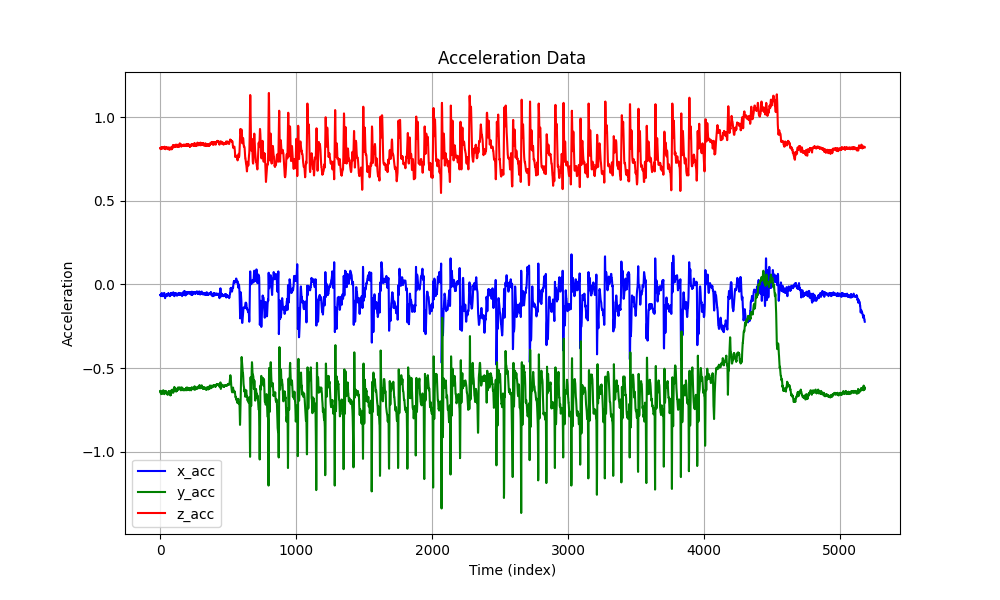 Acceleration Data
1.0
0.5
0.0
−0.5
−1.0
Acceleration
x_acc
y_acc
z_acc
0 1000 2000 3000 4000 5000
Time (index)